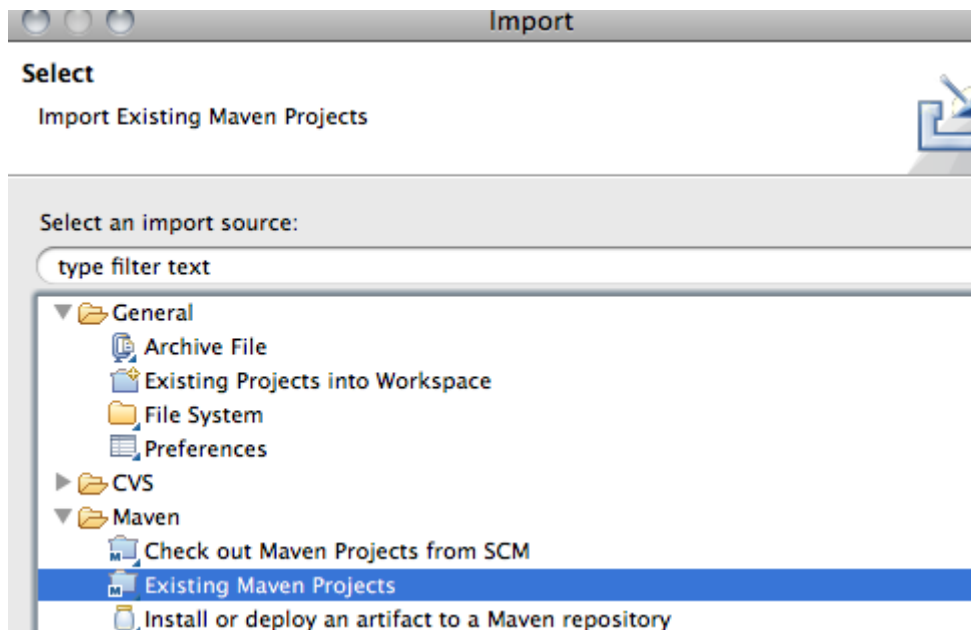 Import
Select
Import Existing Maven Projects
Select an import source:
type filter text
General
Archive File
Existing Projects into Workspace
File System
Preferences
CVS
Maven
Check out Maven Projects from SCM
Existing Maven Projects
Install or deploy an artifact to a Maven repository